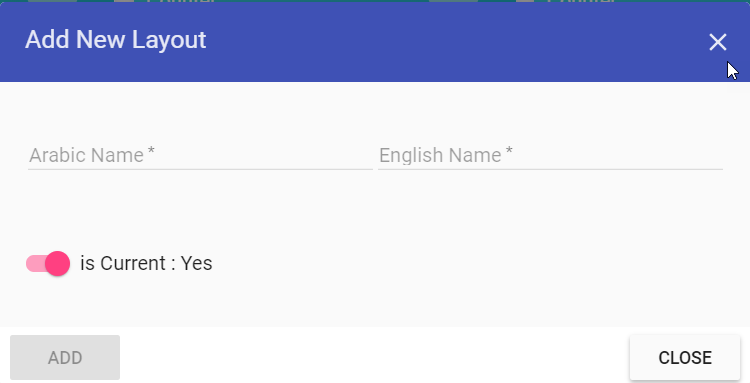 Add New Layout
Arabic Name *
English Name *
is Current : Yes
ADD
CLOSE